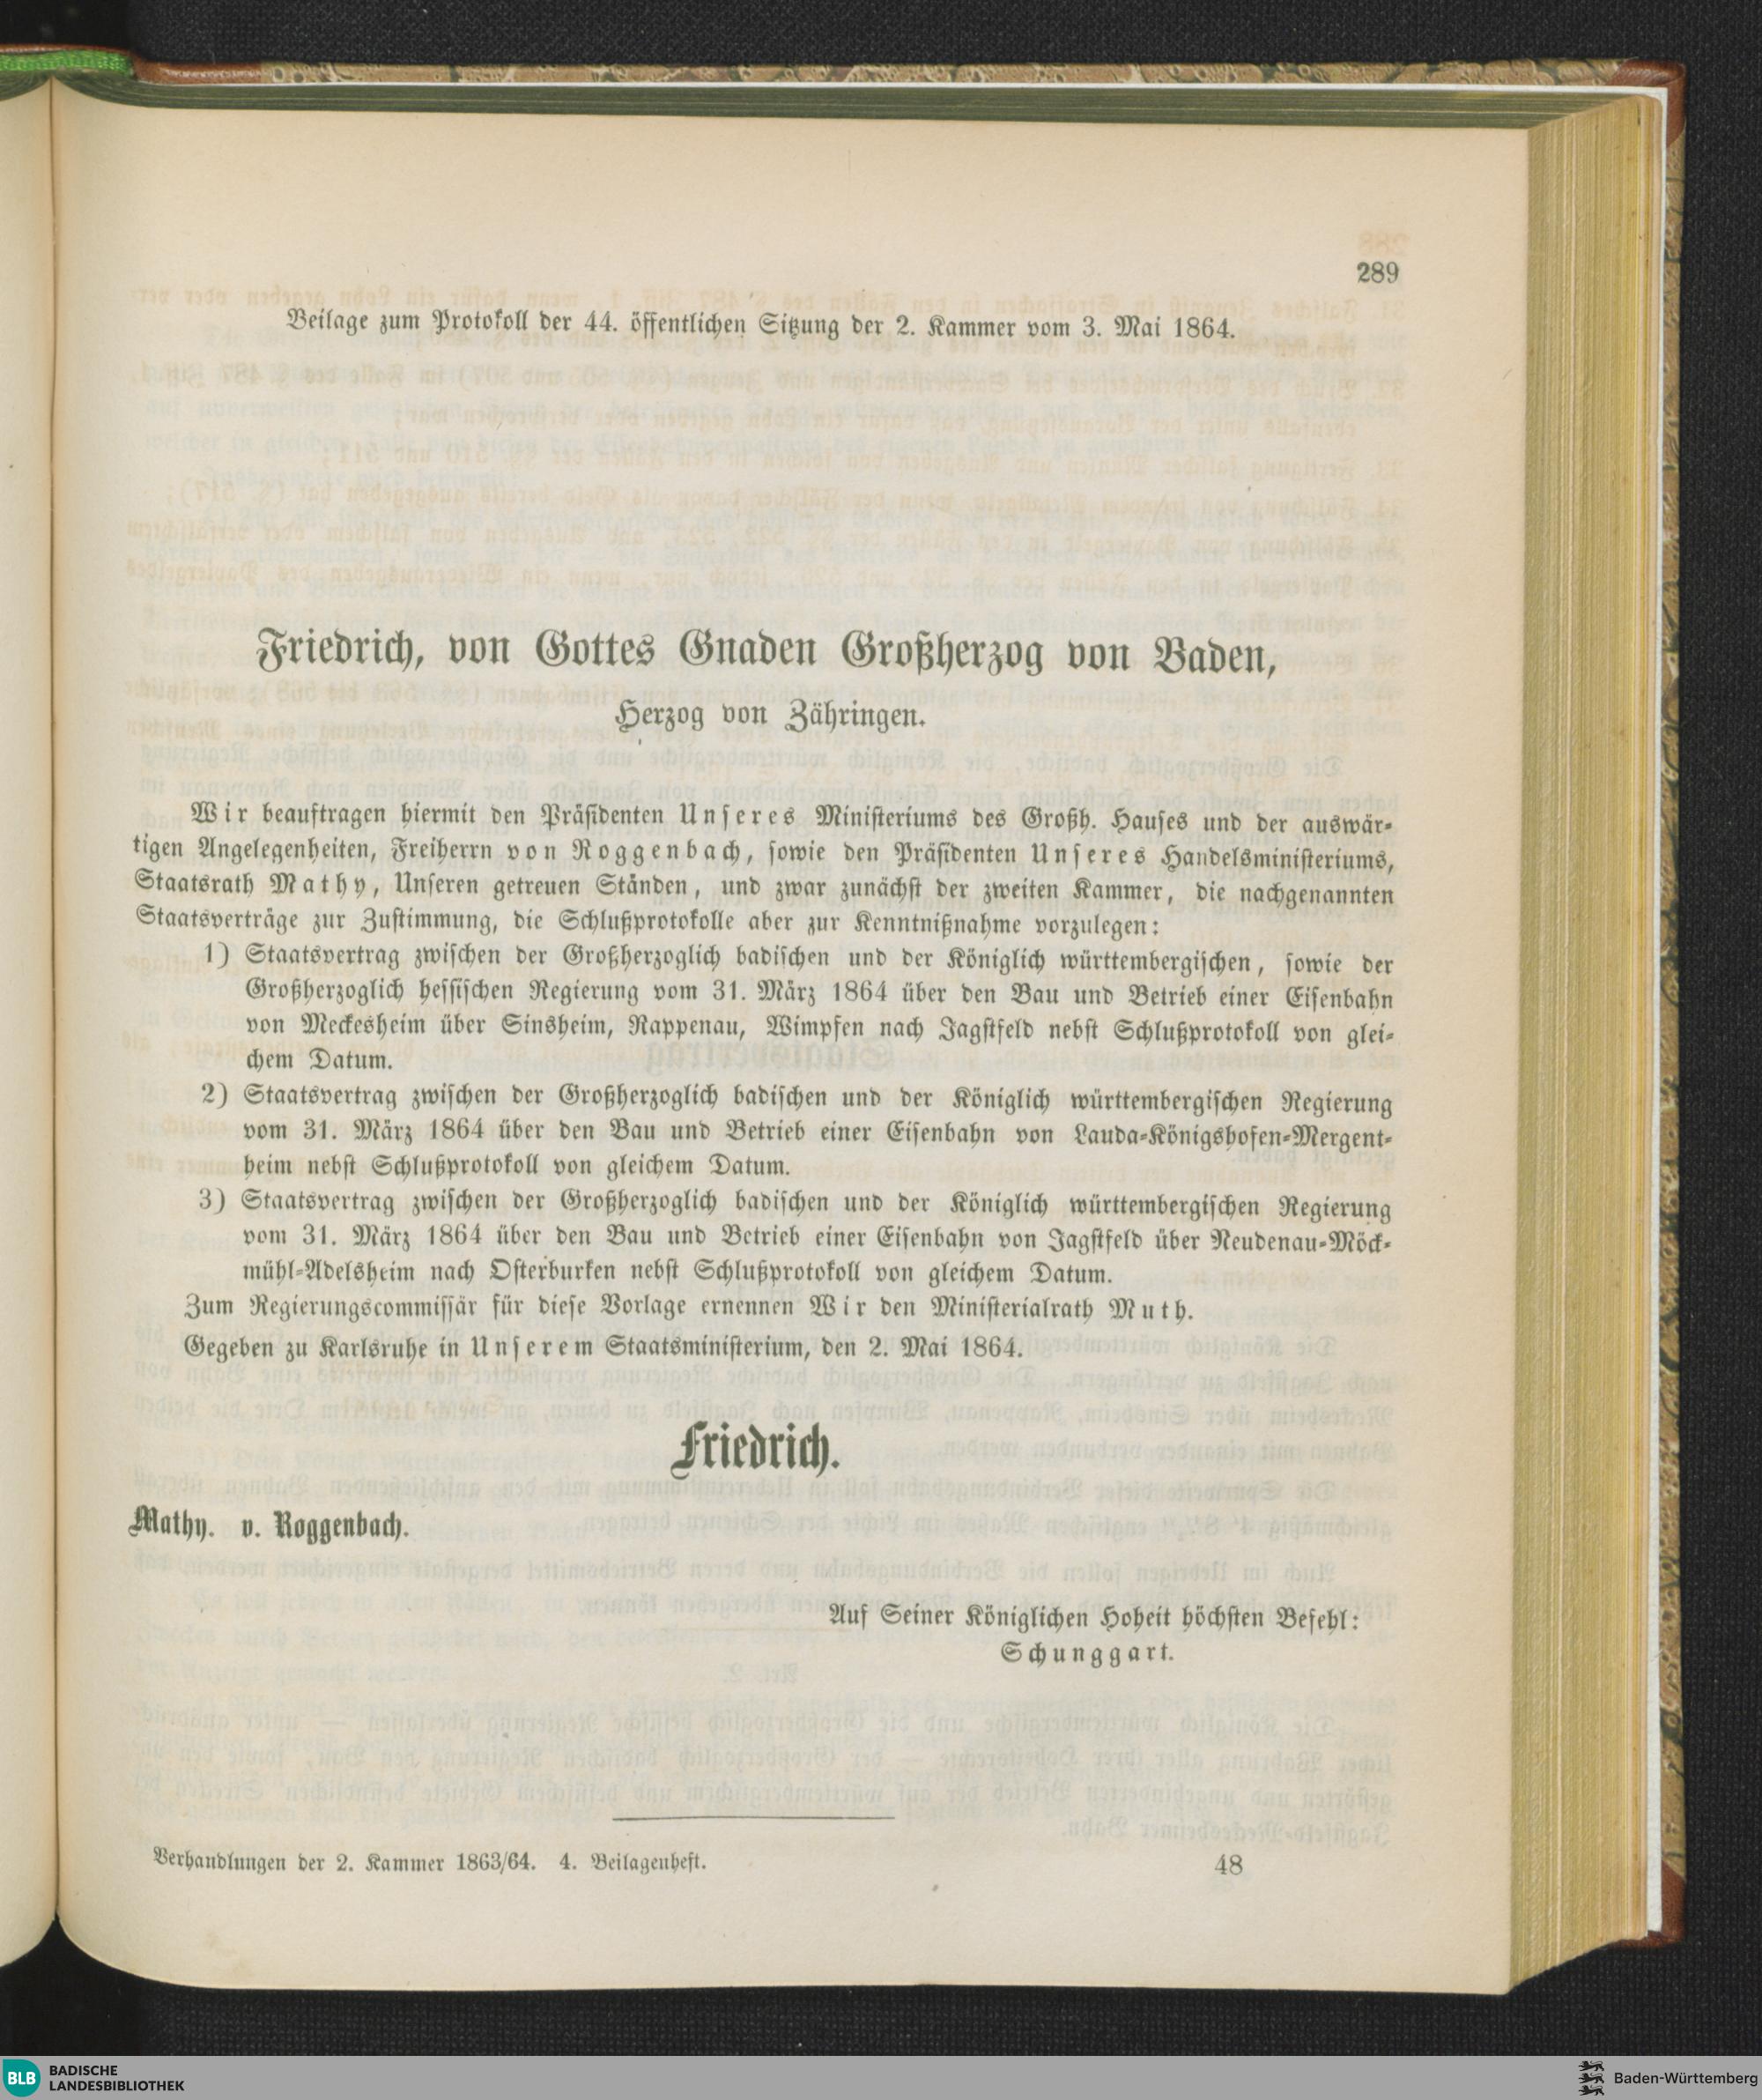 289
Beilage zum Protokoll der 44. öffentlichen Sitzung der 2. Kammer vom 3. Mai 1864.
Friedrich, von Gottes Gnaden Großherzog von Baden,
Herzog von Zähringen.
Wir beauftragen hiermit den Präsidenten Unseres Ministeriums des Großh. Hauses und der auswär-
tigen Angelegenheiten, Freiherrn von Roggenbach, sowie den Präsidenten Unseres Handelsministeriums,
Staatsrath Mathy, Unseren getreuen Ständen, und zwar zunächst der zweiten Kammer, die nachgenannten
Staatsverträge zur Zustimmung, die Schlußprotokolle aber zur Kenntnißnahme vorzulegen:
1) Staatsvertrag zwischen der Großherzoglich badischen und der Königlich württembergischen, sowie der
Großherzoglich hessischen Regierung vom 31. März 1864 über den Bau und Betrieb einer Eisenbahn
von Meckesheim über Sinsheim, Rappenau, Wimpfen nach Jagstfeld nebst Schlußprotokoll von glei-
chem Datum.
2) Staatsvertrag zwischen der Großherzoglich badischen und der Königlich württembergischen Regierung
vom 31. März 1864 über den Bau und Betrieb einer Eisenbahn von Lauda-Königshofen-Mergent-
heim nebst Schlußprotokoll von gleichem Datum.
3) Staatsvertrag zwischen der Großherzoglich badischen und der Königlich württembergischen Regierung
vom 31. März 1864 über den Bau und Betrieb einer Eisenbahn von Jagstfeld über Neudenau-Möck-
mühl-Adelsheim nach Osterburken nebst Schlußprotokoll von gleichem Datum.
Zum Regierungscommissär für diese Vorlage ernennen Wir den Ministerialrath Muth.
Gegeben zu Karlsruhe in Unserem Staatsministerium, den 2. Mai 1864.
Friedrich.
Mathy. v. Roggenbach.
Auf Seiner Königlichen Hoheit höchsten Befehl:
Schunggart.
Verhandlungen der 2. Kammer 1863/64. 4. Beilagenheft. 48
BLB BADISCHE
LANDESBIBLIOTHEK
Baden-Württemberg